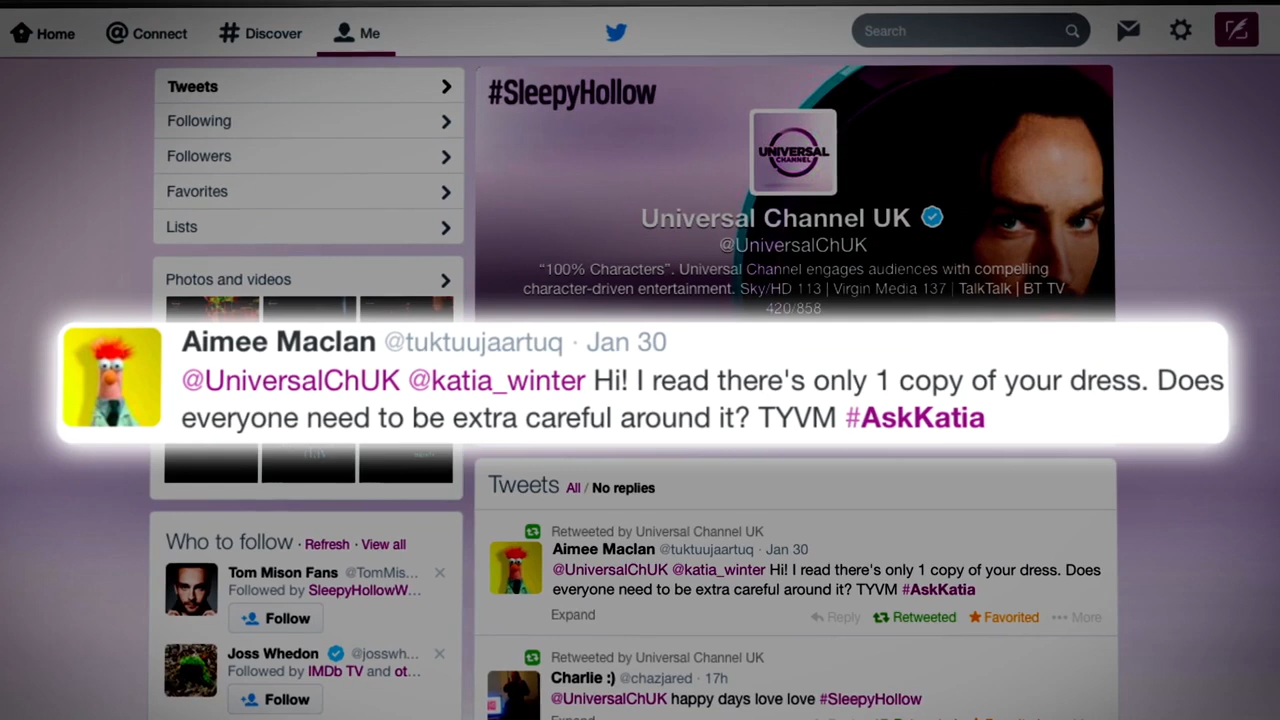 Home
Connect
Discover
Me
Search
Tweets
Following
Followers
Favorites
Lists
Photos and videos
#SleepyHollow
UNIVERSAL
CHANNEL
Universal Channel UK
@UniversalChUK
“100% Characters”. Universal Channel engages audiences with compelling
character-driven entertainment. Sky/HD 113 | Virgin Media 137 | TalkTalk | BT TV
420/858
Aimee Maclan @tuktuujaartuq · Jan 30
@UniversalChUK @katia_winter Hi! I read there's only 1 copy of your dress. Does
everyone need to be extra careful around it? TYVM #AskKatia
Who to follow · Refresh · View all
Tom Mison Fans @TomMis...
Followed by SleepyHollowW...
Follow
Joss Whedon @jossWh...
Followed by IMDb TV and ot...
Follow
Tweets All / No replies
Retweeted by Universal Channel UK
Aimee Maclan @tuktuujaartuq · Jan 30
@UniversalChUK @katia_winter Hi! I read there's only 1 copy of your dress. Does
everyone need to be extra careful around it? TYVM #AskKatia
Expand Reply Retweeted Favorited More
Retweeted by Universal Channel UK
Charlie :) @chazjared · 17h
@UniversalChUK happy days love love #SleepyHollow
Expand